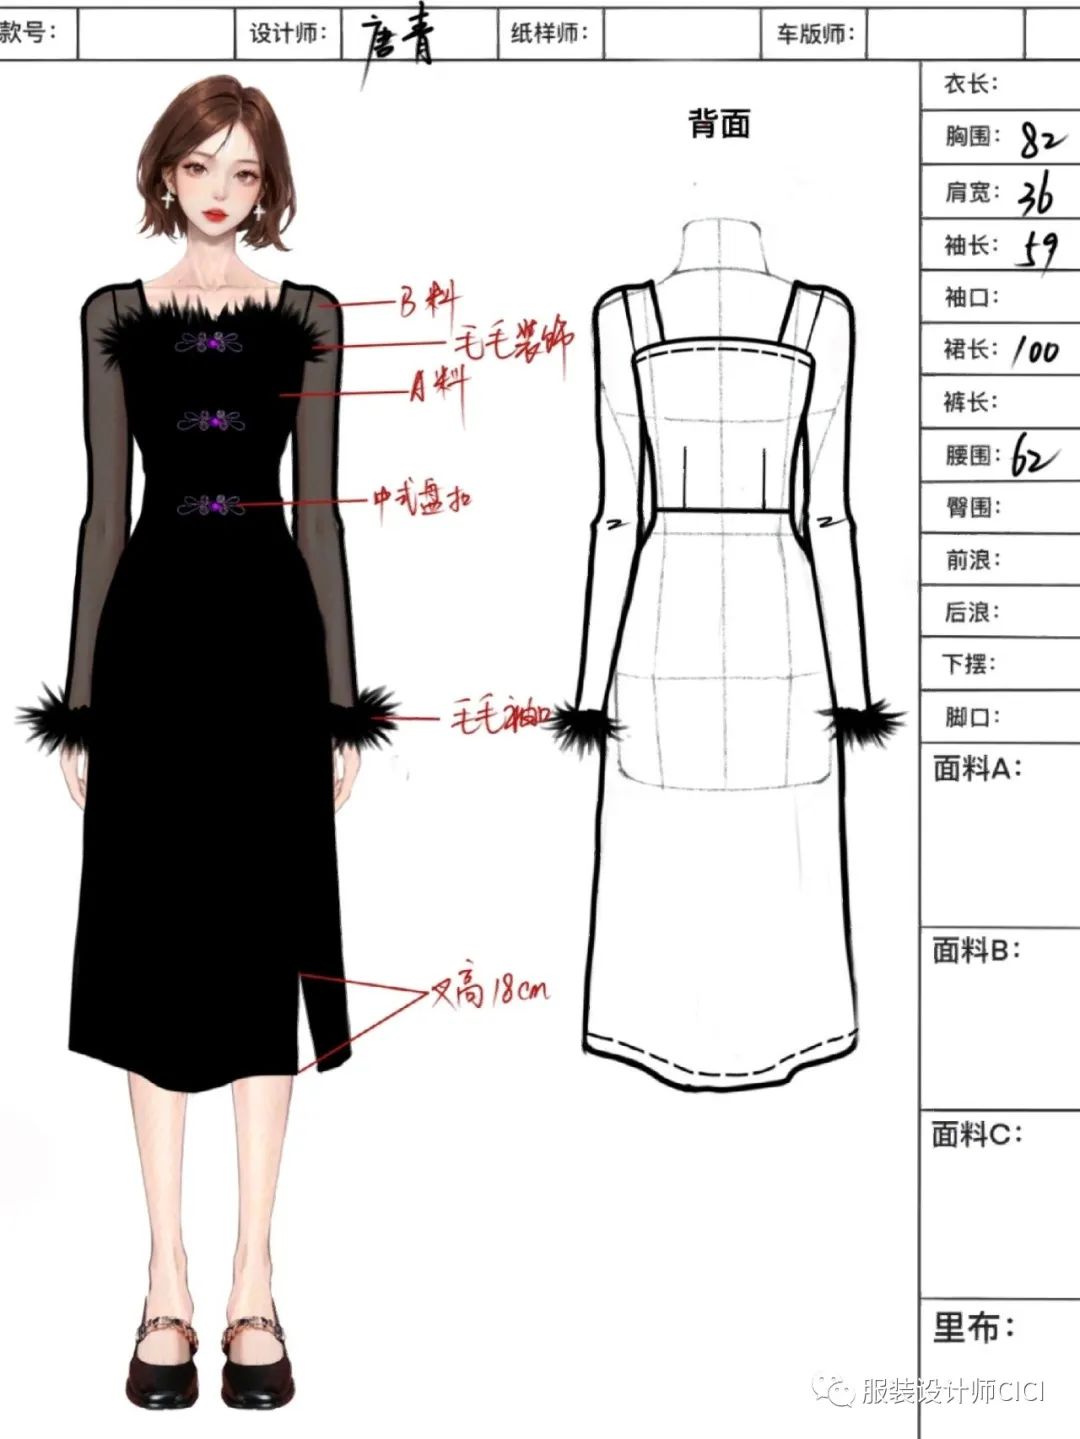 款号：
设计师：
唐青
纸样师：
车版师：
背面
衣长：
胸围：82
肩宽：36
袖长：59
袖口：
裙长：100
裤长：
腰围：62
臀围：
前浪：
后浪：
下摆：
脚口：
面料A：
面料B：
面料C：
里布：
B料
毛毛装饰
A料
中式盘扣
毛毛袖口
叉高18cm
服装设计师CICI